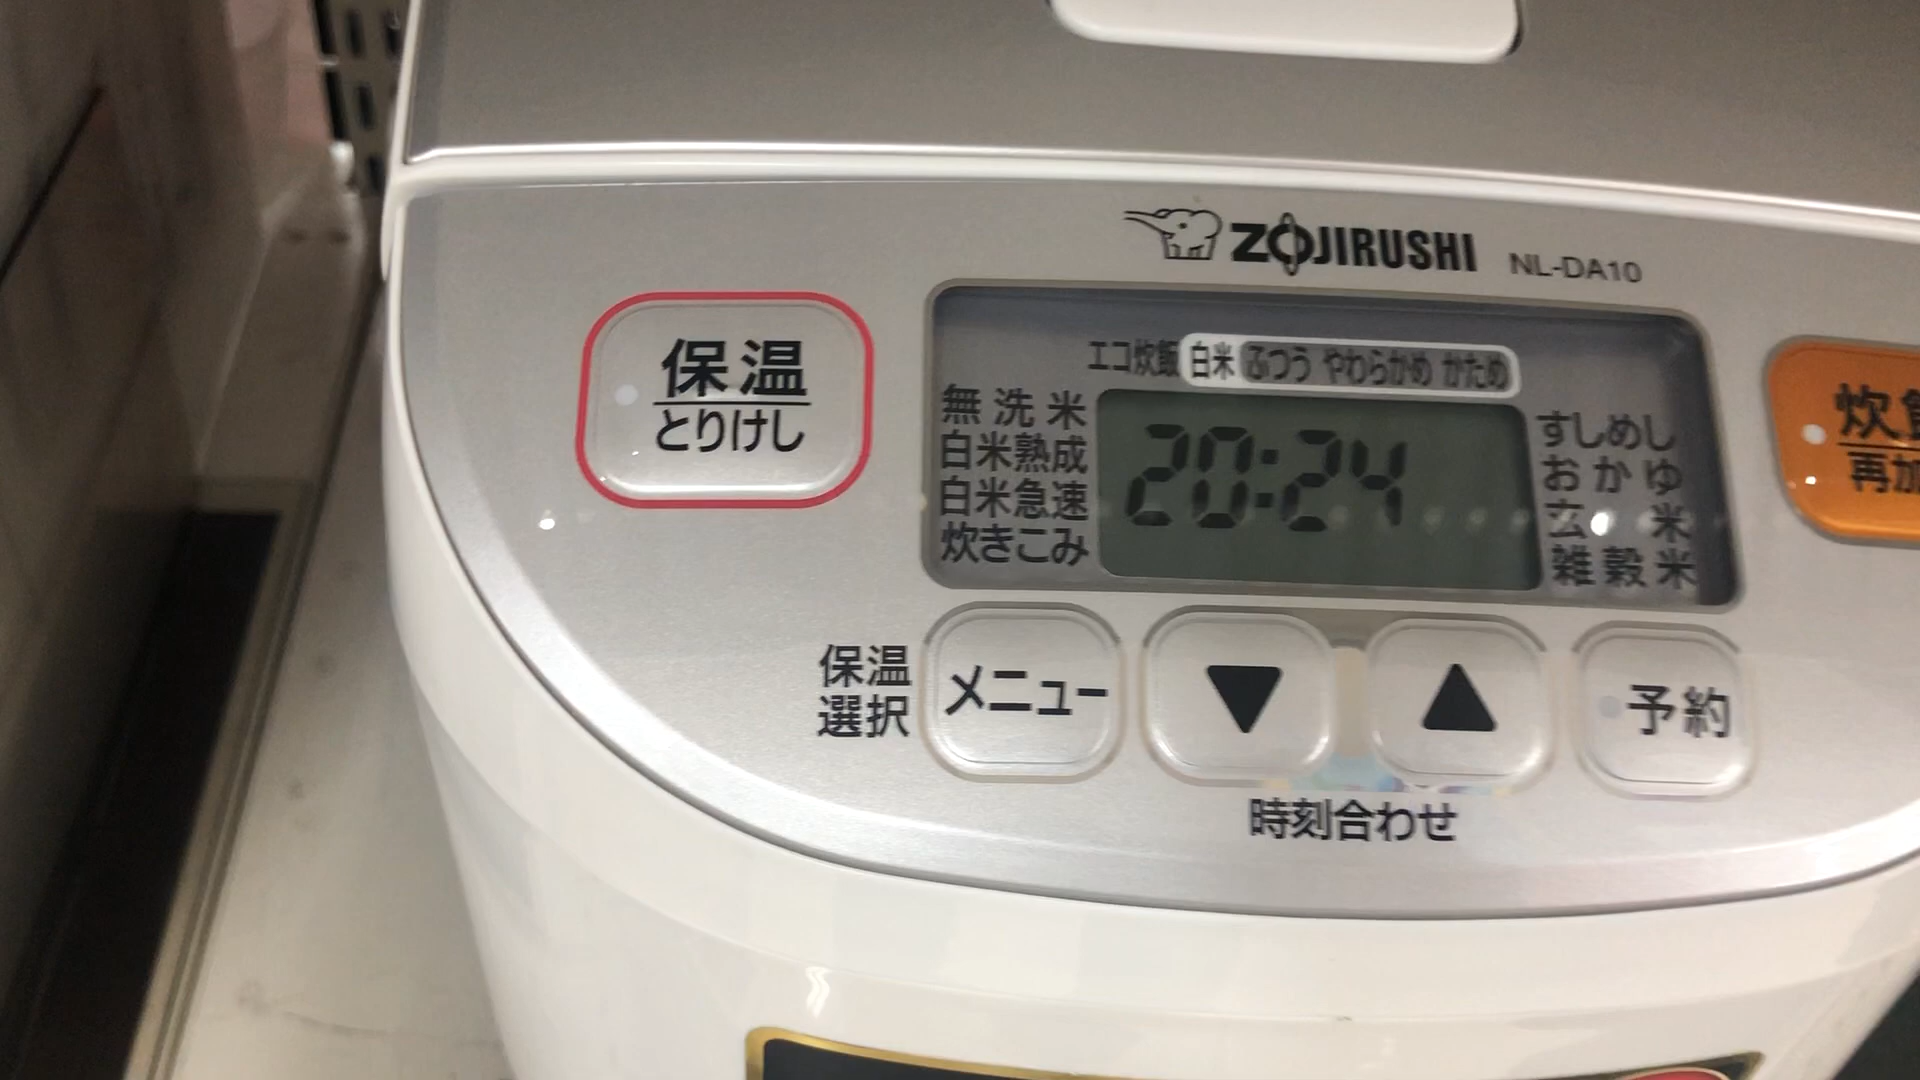 ZOJIRUSHI NL-DA10
保温
とりけし
エコ炊飯 白米 ふつう やわらかめ かため
無洗米
白米熟成
白米急速
炊きこみ
20:24
すしめし
おかゆ
玄米
雑穀米
炊
再加
保温
選択
メニュー
▼
▲
予約
時刻合わせ